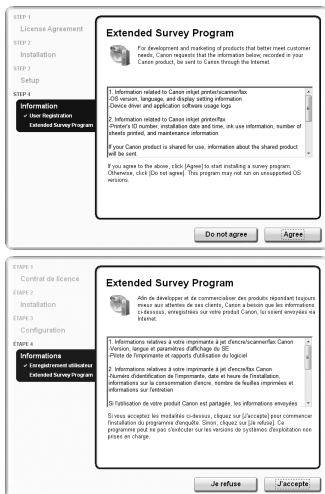 STEP 1
License Agreement
STEP 2
Installation
STEP 3
Setup
STEP 4
Information
User Registration
Extended Survey Program
Extended Survey Program
For development and marketing of products that better meet customer
needs, Canon requests that the information below, recorded in your
Canon product, be sent to Canon through the Internet.
1. Information related to Canon inkjet printer/scanner/fax
-OS version, language, and display setting information
-Device driver and application software usage logs
2. Information related to Canon inkjet printer/fax
-Printer's ID number, installation date and time, ink use information, number of
sheets printed, and maintenance information
If your Canon product is shared for use, information about the shared product
will be sent.
If you agree to the above, click [Agree] to start installing a survey program.
Otherwise, click [Do not agree]. This program may not run on unsupported OS
versions.
Do not agree
Agree
ÉTAPE 1
Contrat de licence
ÉTAPE 2
Installation
ÉTAPE 3
Configuration
ÉTAPE 4
Informations
Enregistrement utilisateur
Extended Survey Program
Extended Survey Program
Afin de développer et de commercialiser des produits répondant toujours
mieux aux attentes de ses clients, Canon a besoin que les informations
ci-dessous, enregistrées sur votre produit Canon, lui soient envoyées via
Internet.
1. Informations relatives à votre imprimante à jet d'encre/scanner/fax Canon
-Version, langue et paramètres d'affichage du SE
-Pilote de l'imprimante et rapports d'utilisation du logiciel
2. Informations relatives à votre imprimante à jet d'encre/fax Canon
-Numéro d'identification de l'imprimante, date et heure de l'installation,
informations sur la consommation d'encre, nombre de feuilles imprimées et
informations sur l'entretien
Si l'utilisation de votre produit Canon est partagée, les informations envoyées
Si vous acceptez les modalités ci-dessus, cliquez sur [J'accepte] pour commencer
l'installation du programme d'enquête. Sinon, cliquez sur [Je refuse]. Ce
programme peut ne pas s'exécuter sur les versions de systèmes d'exploitation non
prises en charge.
Je refuse
J'accepte